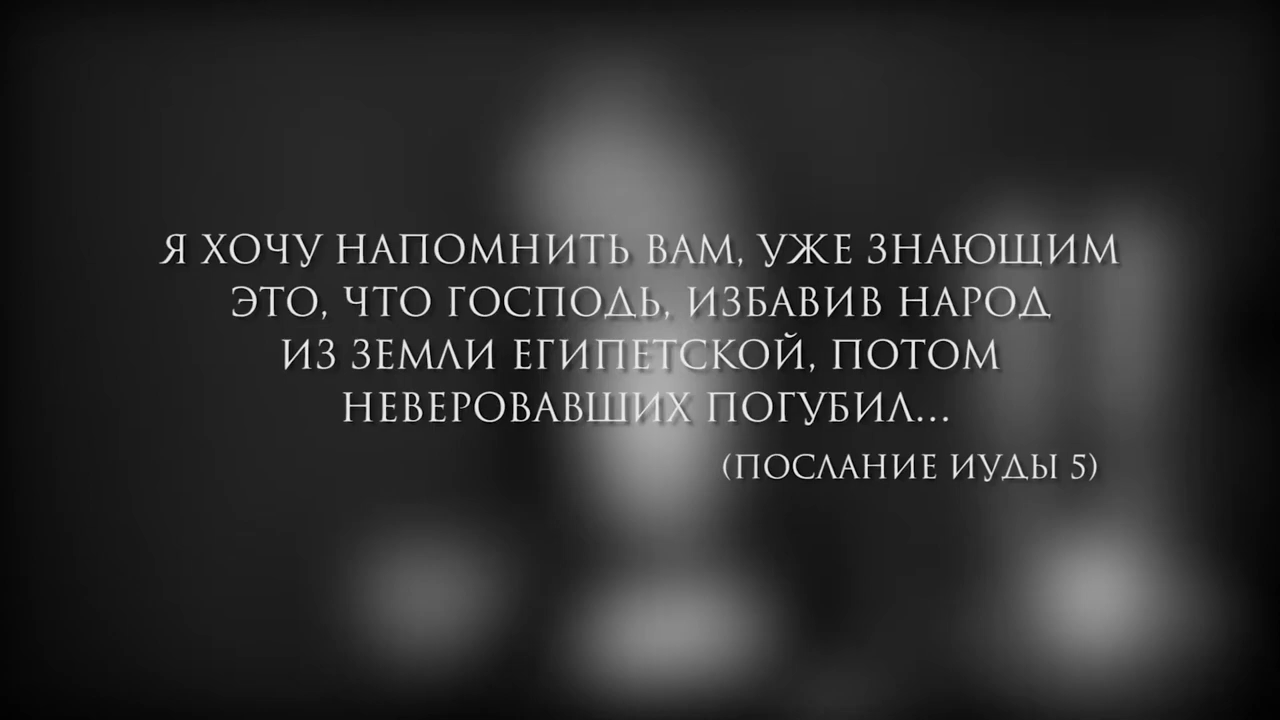 Я ХОЧУ НАПОМНИТЬ ВАМ, УЖЕ ЗНАЮЩИМ
ЭТО, ЧТО ГОСПОДЬ, ИЗБАВИВ НАРОД
ИЗ ЗЕМЛИ ЕГИПЕТСКОЙ, ПОТОМ
НЕВЕРОВАВШИХ ПОГУБИЛ...
(ПОСЛАНИЕ ИУДЫ 5)